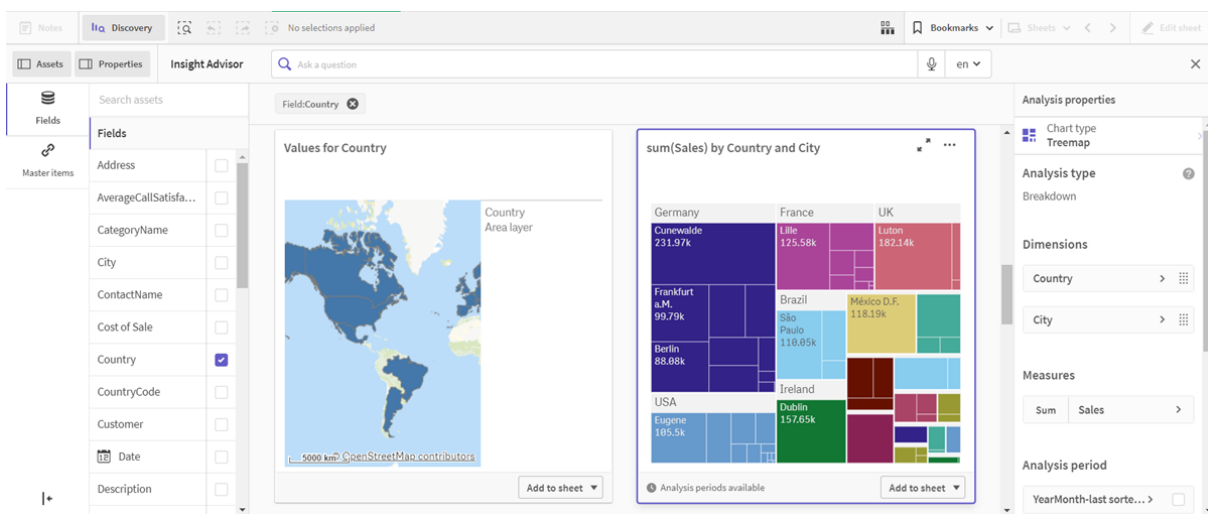 Notes
Discovery
No selections applied
Bookmarks
Sheets
Edit sheet
Assets
Properties
Insight Advisor
Ask a question
en
Fields
Master items
Search assets
Fields
Address
AverageCallSatisfa...
CategoryName
City
ContactName
Cost of Sale
Country
CountryCode
Customer
Date
Description
Field:Country
Values for Country
Country
Area layer
5000 km
© OpenStreetMap contributors
Add to sheet
sum(Sales) by Country and City
Germany
Cunewalde
231.97k
Frankfurt
a.M.
99.79k
Berlin
88.08k
USA
Eugene
105.5k
France
Lille
125.58k
UK
Luton
182.14k
Brazil
São
Paulo
110.05k
México D.F.
118.19k
Ireland
Dublin
157.65k
Analysis periods available
Add to sheet
Analysis properties
Chart type
Treemap
Analysis type
Breakdown
Dimensions
Country
City
Measures
Sum
Sales
Analysis period
YearMonth-last sorte...